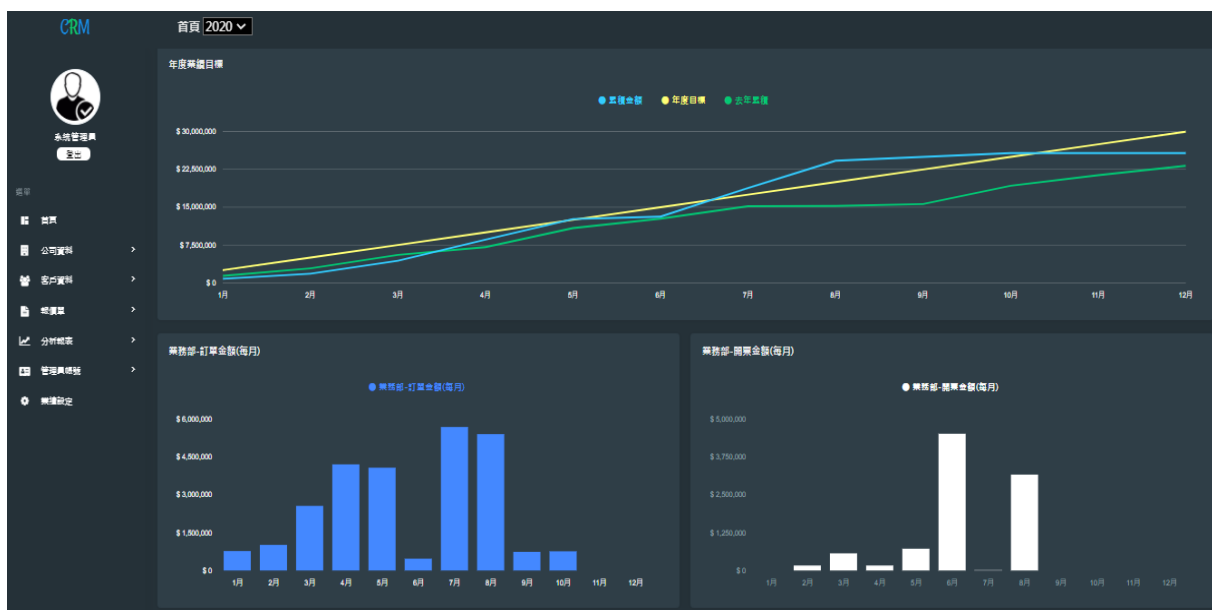 CRM
首頁 2020
系統管理員
登出
選單
首頁
公司資料
客戶資料
報價單
分析報表
管理員帳號
業績設定
年度業績目標
累積金額 年度目標 去年累積
$ 30,000,000
$ 22,500,000
$ 15,000,000
$ 7,500,000
$ 0
1月 2月 3月 4月 5月 6月 7月 8月 9月 10月 11月 12月
業務部-訂單金額(每月)
業務部-訂單金額(每月)
$ 6,000,000
$ 4,500,000
$ 3,000,000
$ 1,500,000
$ 0
1月 2月 3月 4月 5月 6月 7月 8月 9月 10月 11月 12月
業務部-開票金額(每月)
業務部-開票金額(每月)
$ 5,000,000
$ 3,750,000
$ 2,500,000
$ 1,250,000
$ 0
1月 2月 3月 4月 5月 6月 7月 8月 9月 10月 11月 12月